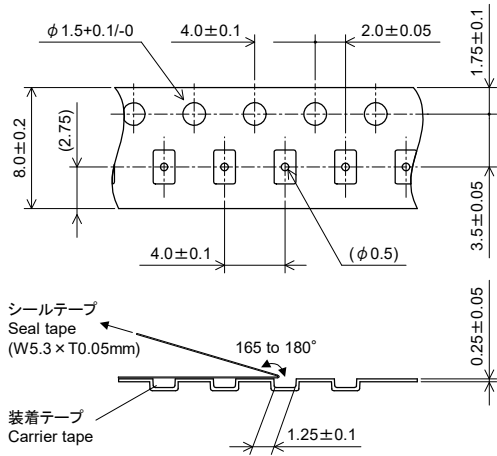 φ1.5+0.1/-0
4.0±0.1
2.0±0.05
1.75±0.1
8.0±0.2
(2.75)
3.5±0.05
4.0±0.1
(φ0.5)
シールテープ
Seal tape
(W5.3×T0.05mm)
165 to 180°
0.25±0.05
装着テープ
Carrier tape
1.25±0.1